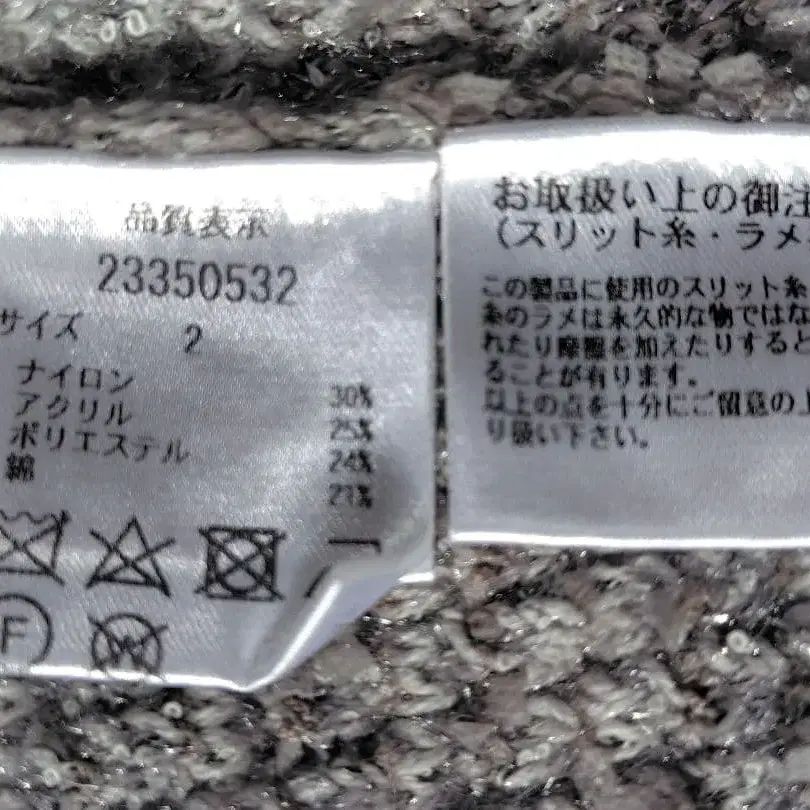 品質表示
23350532
サイズ 2
ナイロン 30%
アクリル 25%
ポリエステル 24%
綿 21%
F
W
お取扱い上の御注
（スリット糸・ラメ
この製品に使用のスリット糸
糸のラメは永久的な物ではな
れたり摩擦を加えたりすると
ることが有ります。
以上の点を十分にご留意の上
り扱い下さい。